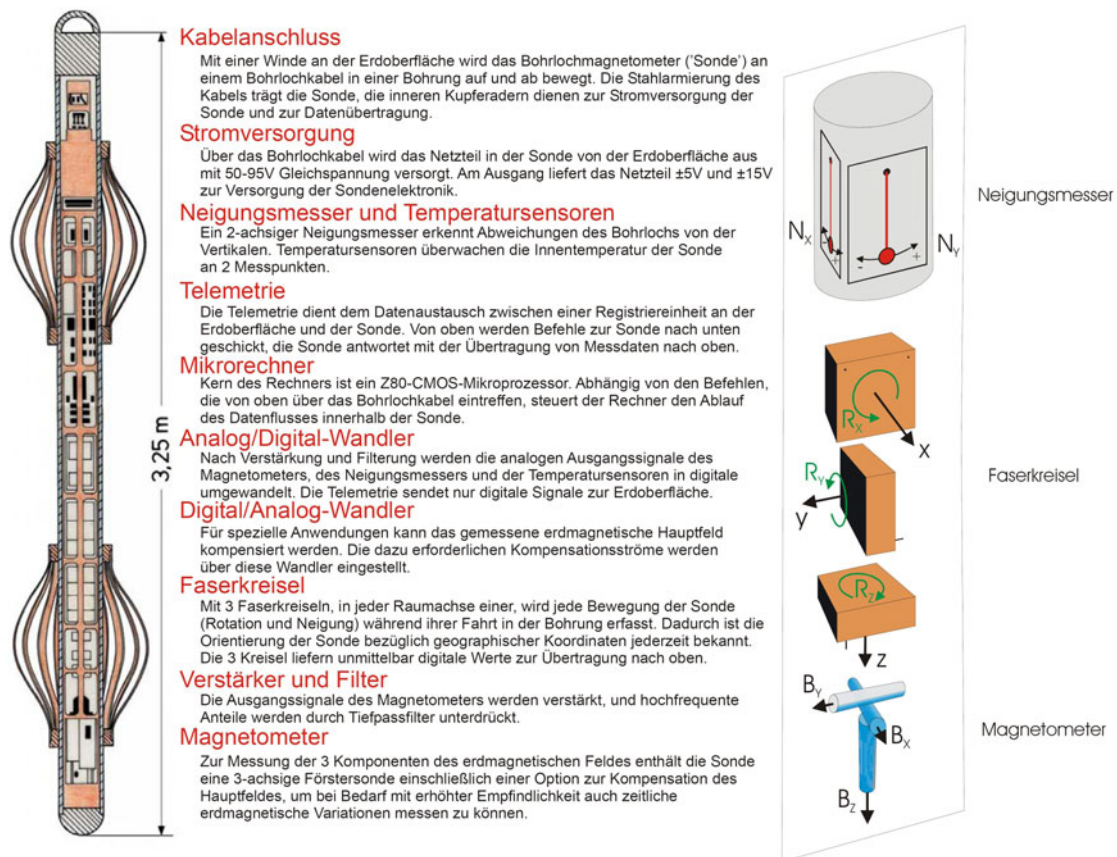 Kabelanschluss
Mit einer Winde an der Erdoberfläche wird das Bohrlochmagnetometer ('Sonde') an
einem Bohrlochkabel in einer Bohrung auf und ab bewegt. Die Stahlarmierung des
Kabels trägt die Sonde, die inneren Kupferadern dienen zur Stromversorgung der
Sonde und zur Datenübertragung.
Stromversorgung
Über das Bohrlochkabel wird das Netzteil in der Sonde von der Erdoberfläche aus
mit 50-95V Gleichspannung versorgt. Am Ausgang liefert das Netzteil ±5V und ±15V
zur Versorgung der Sondenelektronik.
Neigungsmesser und Temperatursensoren
Ein 2-achsiger Neigungsmesser erkennt Abweichungen des Bohrlochs von der
Vertikalen. Temperatursensoren überwachen die Innentemperatur der Sonde
an 2 Messpunkten.
Telemetrie
Die Telemetrie dient dem Datenaustausch zwischen einer Registriereinheit an der
Erdoberfläche und der Sonde. Von oben werden Befehle zur Sonde nach unten
geschickt, die Sonde antwortet mit der Übertragung von Messdaten nach oben.
Mikrorechner
Kern des Rechners ist ein Z80-CMOS-Mikroprozessor. Abhängig von den Befehlen,
die von oben über das Bohrlochkabel eintreffen, steuert der Rechner den Ablauf
des Datenflusses innerhalb der Sonde.
Analog/Digital-Wandler
Nach Verstärkung und Filterung werden die analogen Ausgangssignale des
Magnetometers, des Neigungsmessers und der Temperatursensoren in digitale
umgewandelt. Die Telemetrie sendet nur digitale Signale zur Erdoberfläche.
Digital/Analog-Wandler
Für spezielle Anwendungen kann das gemessene erdmagnetische Hauptfeld
kompensiert werden. Die dazu erforderlichen Kompensationsströme werden
über diese Wandler eingestellt.
Faserkreisel
Mit 3 Faserkreiseln, in jeder Raumachse einer, wird jede Bewegung der Sonde
(Rotation und Neigung) während ihrer Fahrt in der Bohrung erfasst. Dadurch ist die
Orientierung der Sonde bezüglich geographischer Koordinaten jederzeit bekannt.
Die 3 Kreisel liefern unmittelbar digitale Werte zur Übertragung nach oben.
Verstärker und Filter
Die Ausgangssignale des Magnetometers werden verstärkt, und hochfrequente
Anteile werden durch Tiefpassfilter unterdrückt.
Magnetometer
Zur Messung der 3 Komponenten des erdmagnetischen Feldes enthält die Sonde
eine 3-achsige Förstersonde einschließlich einer Option zur Kompensation des
Hauptfeldes, um bei Bedarf mit erhöhter Empfindlichkeit auch zeitliche
erdmagnetische Variationen messen zu können.
3,25 m
Neigungsmesser
N_X
- +
N_Y
- +
Faserkreisel
R_X
x
R_Y
y
R_Z
z
Magnetometer
B_Y
B_X
B_Z